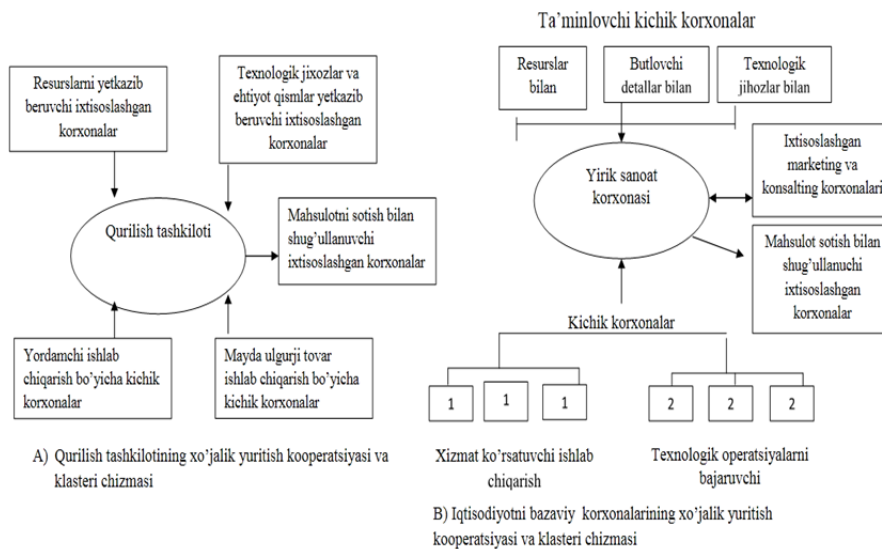 Resurslarni yetkazib
beruvchi ixtisoslashgan
korxonalar
Texnologik jixozlar va
ehtiyot qismlar yetkazib
beruvchi ixtisoslashgan
korxonalar
Qurilish tashkiloti
Mahsulotni sotish bilan
shug’ullanuvchi
ixtisoslashgan korxonalar
Yordamchi ishlab
chiqarish bo’yicha kichik
korxonalar
Mayda ulgurji tovar
ishlab chiqarish bo’yicha
kichik korxonalar
A) Qurilish tashkilotining xo’jalik yuritish kooperatsiyasi va
klasteri chizmasi
Ta’minlovchi kichik korxonalar
Resurslar
bilan
Butlovchi
detallar bilan
Texnologik
jihozlar bilan
Yirik sanoat
korxonasi
Ixtisoslashgan
marketing va
konsalting korxonalari
Mahsulot sotish bilan
shug’ullanuchi
ixtisoslashgan
korxonalar
Kichik korxonalar
1
1
1
2
2
2
Xizmat ko’rsatuvchi ishlab
chiqarish
Texnologik operatsiyalarni
bajaruvchi
B) Iqtisodiyotni bazaviy korxonalarining xo’jalik yuritish
kooperatsiyasi va klasteri chizmasi